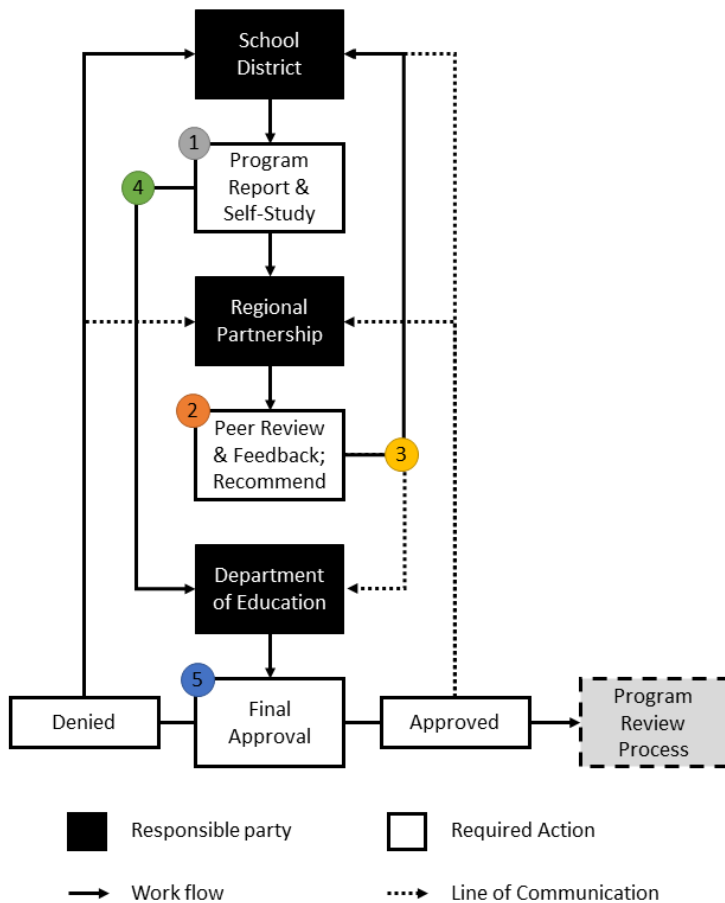 School
District
1
Program
Report &
Self-Study
4
Regional
Partnership
2
Peer Review
& Feedback;
Recommend
3
Department
of Education
5
Denied
Final
Approval
Approved
Program
Review
Process
Responsible party
Required Action
Work flow
Line of Communication